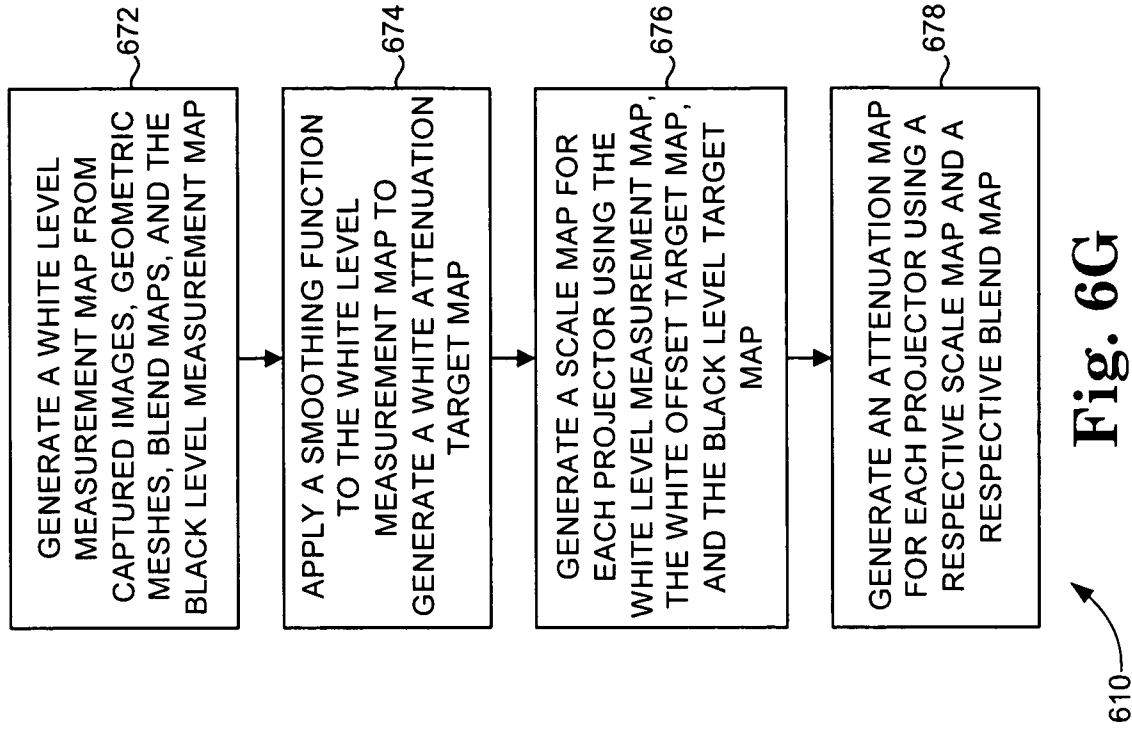 GENERATE A WHITE LEVEL
MEASUREMENT MAP FROM
CAPTURED IMAGES, GEOMETRIC
MESHES, BLEND MAPS, AND THE
BLACK LEVEL MEASUREMENT MAP
672
APPLY A SMOOTHING FUNCTION
TO THE WHITE LEVEL
MEASUREMENT MAP TO
GENERATE A WHITE ATTENUATION
TARGET MAP
674
GENERATE A SCALE MAP FOR
EACH PROJECTOR USING THE
WHITE LEVEL MEASUREMENT MAP,
THE WHITE OFFSET TARGET MAP,
AND THE BLACK LEVEL TARGET
MAP
676
GENERATE AN ATTENUATION MAP
FOR EACH PROJECTOR USING A
RESPECTIVE SCALE MAP AND A
RESPECTIVE BLEND MAP
678
610
Fig. 6G